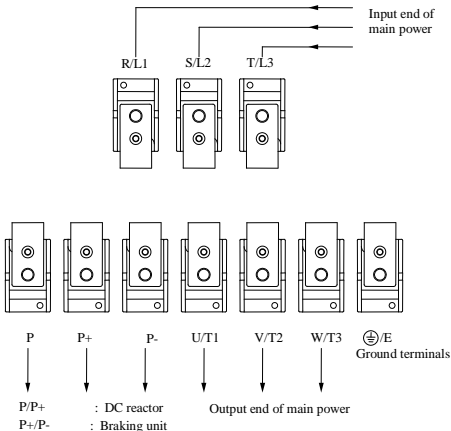 Input end of
main power
R/L1 S/L2 T/L3
P P+ P- U/T1 V/T2 W/T3 ⏚/E
Ground terminals
P/P+ : DC reactor Output end of main power
P+/P- : Braking unit